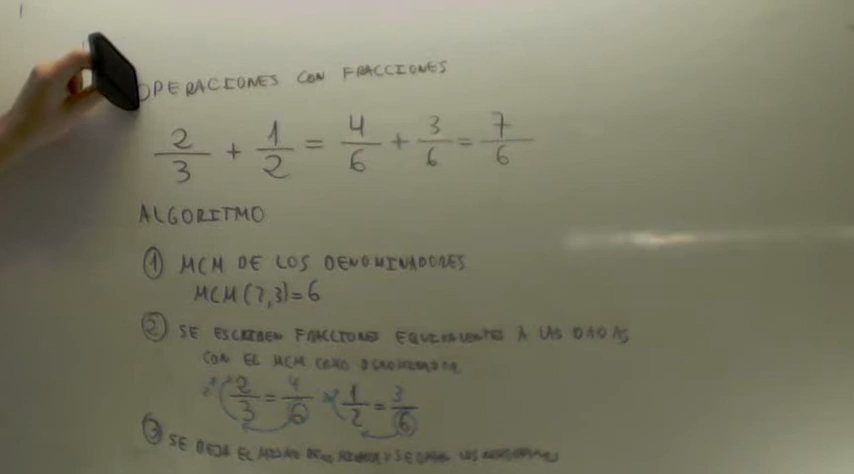 OPERACIONES CON FRACCIONES
2/3 + 1/2 = 4/6 + 3/6 = 7/6
ALGORITMO
① MCM DE LOS DENOMINADORES
MCM(2,3)=6
② SE ESCRIBEN FRACCIONES EQUIVALENTES A LAS DADAS
CON EL MCM COMO DENOMINADOR
2/3 = 4/6 1/2 = 3/6
③ SE DEJA EL MISMO DENOMINADOR Y SE LOS NUMERADORES